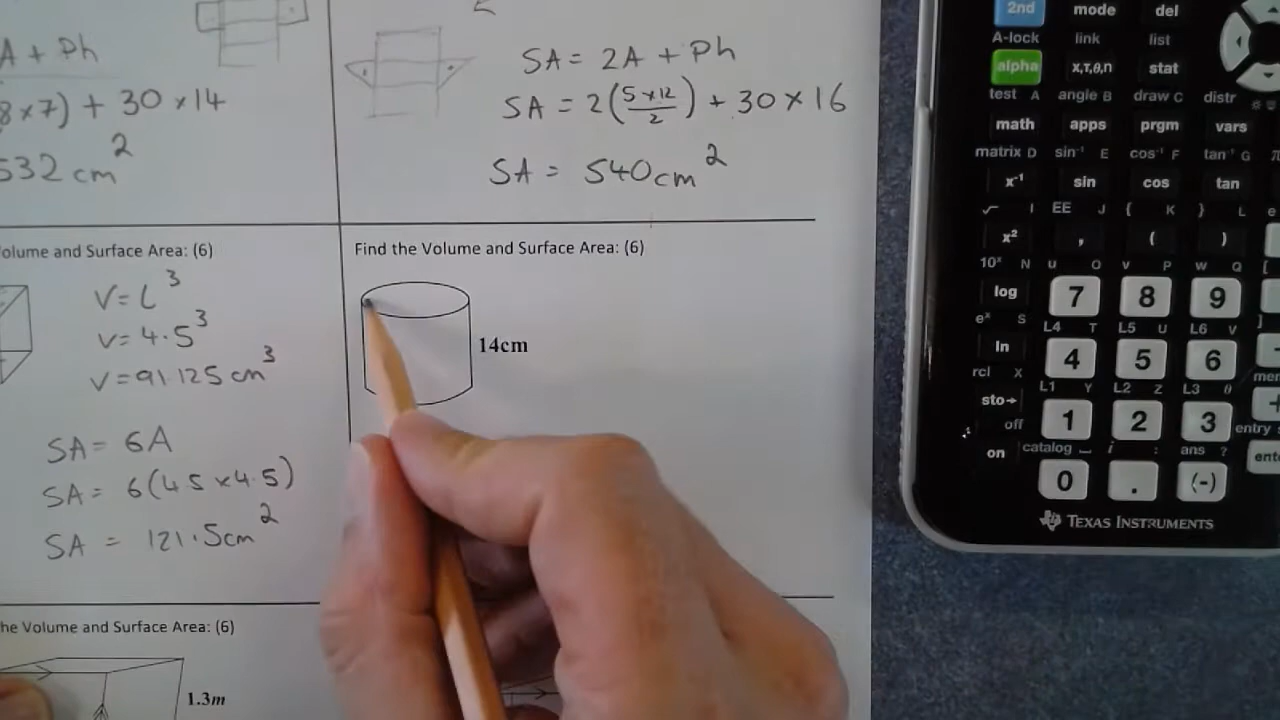 A + Ph
8 x 7) + 30 x 14
532 cm²
SA = 2A + Ph
SA = 2(5 x 12 / 2) + 30 x 16
SA = 540 cm²
olume and Surface Area: (6)
V = L³
V = 4.5³
V = 91.125 cm³
SA = 6A
SA = 6(4.5 x 4.5)
SA = 121.5cm²
Find the Volume and Surface Area: (6)
14cm
he Volume and Surface Area: (6)
1.3m
2nd mode del
A-lock link list
alpha X,T,θ,n stat
test A angle B draw C distr
math apps prgm vars
matrix D sin⁻¹ E cos⁻¹ F tan⁻¹ G π
x⁻¹ sin cos tan
√ I EE J { K } L e
x² , ( )
10ˣ N u O v P w Q [
log 7 8 9
eˣ S L4 T L5 U L6 V ]
ln 4 5 6 -
rcl X L1 Y L2 Z L3 θ mem
sto→ 1 2 3 +
off catalog i : ans ? entry
on 0 . (-) ente
TEXAS INSTRUMENTS